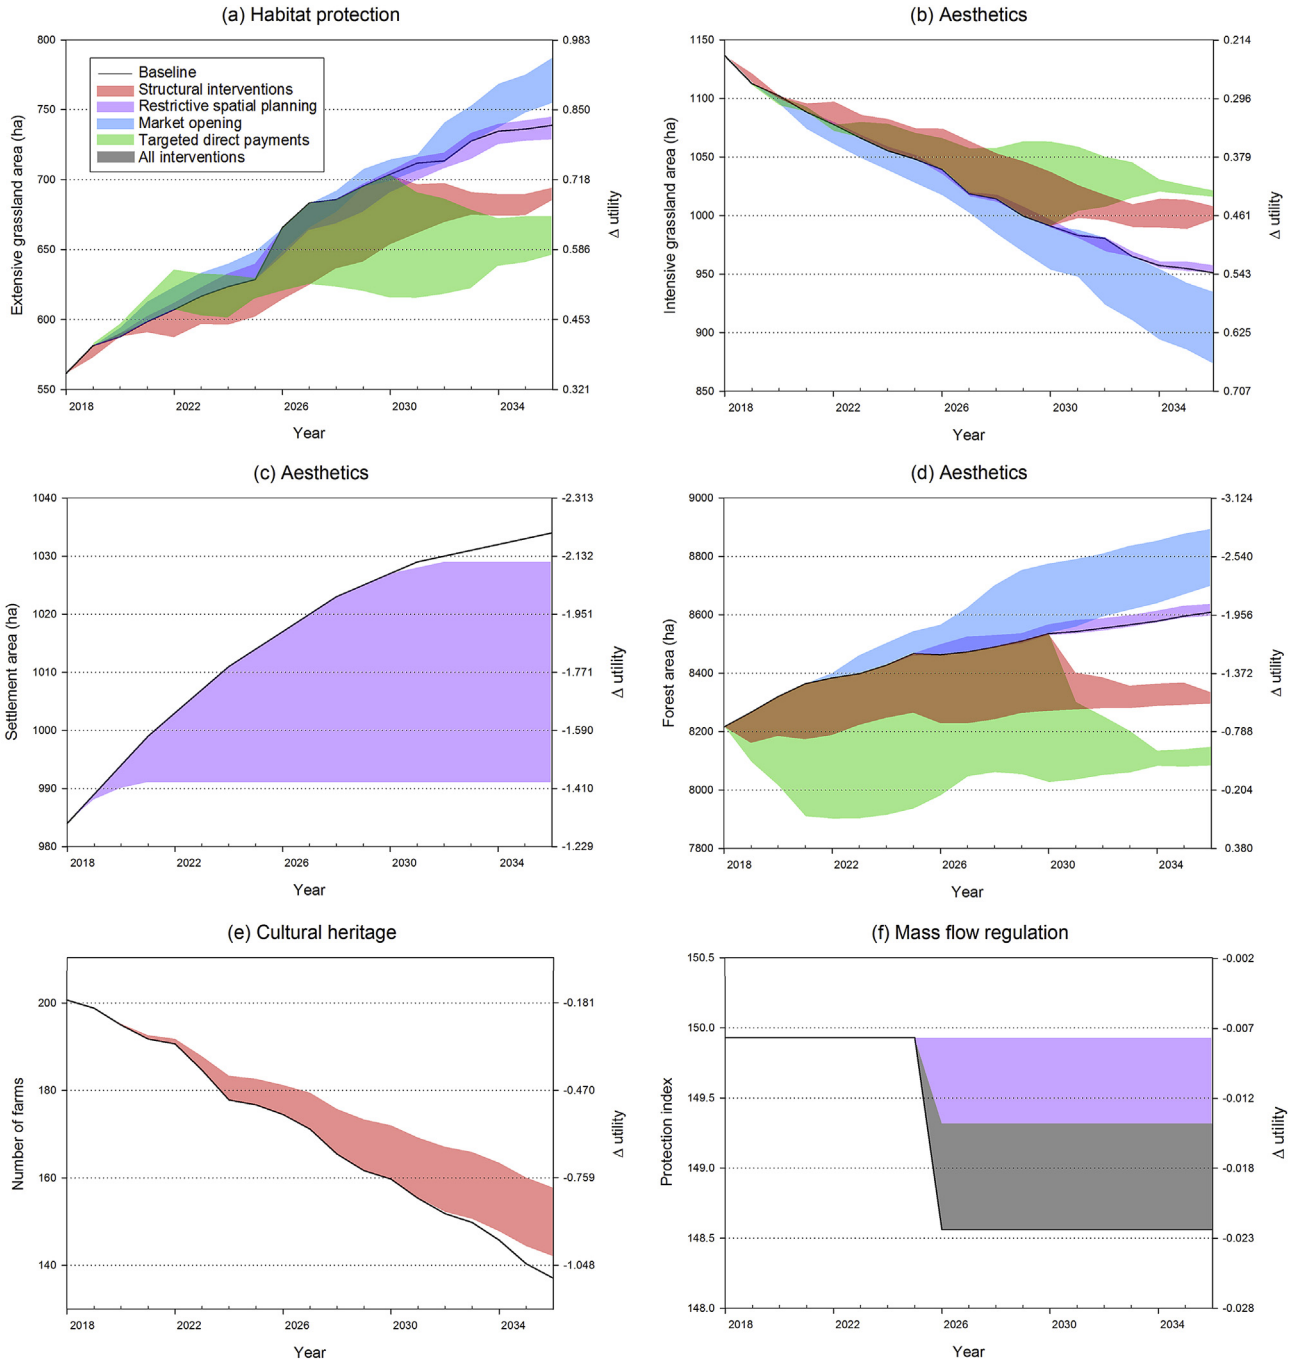 (a) Habitat protection
800
750
700
650
600
550
Extensive grassland area (ha)
Baseline
Structural interventions
Restrictive spatial planning
Market opening
Targeted direct payments
All interventions
0.983
0.850
0.718
0.586
0.453
0.321
Δ utility
2018 2022 2026 2030 2034
Year
(b) Aesthetics
1150
1100
1050
1000
950
900
850
Intensive grassland area (ha)
0.214
0.296
0.379
0.461
0.543
0.625
0.707
Δ utility
2018 2022 2026 2030 2034
Year
(c) Aesthetics
1040
1030
1020
1010
1000
990
980
Settlement area (ha)
-2.313
-2.132
-1.951
-1.771
-1.590
-1.410
-1.229
Δ utility
2018 2022 2026 2030 2034
Year
(d) Aesthetics
9000
8800
8600
8400
8200
8000
7800
Forest area (ha)
-3.124
-2.540
-1.956
-1.372
-0.788
-0.204
0.380
Δ utility
2018 2022 2026 2030 2034
Year
(e) Cultural heritage
200
180
160
140
Number of farms
-0.181
-0.470
-0.759
-1.048
Δ utility
2018 2022 2026 2030 2034
Year
(f) Mass flow regulation
150.5
150.0
149.5
149.0
148.5
148.0
Protection index
-0.002
-0.007
-0.012
-0.018
-0.023
-0.028
Δ utility
2018 2022 2026 2030 2034
Year